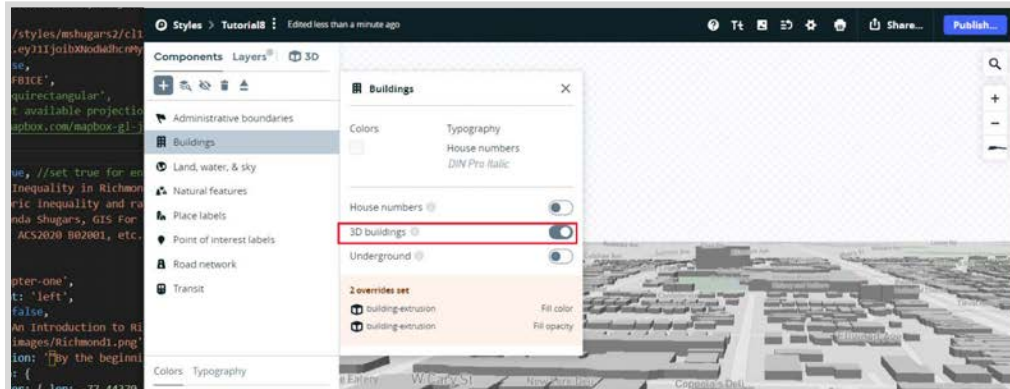 /styles/mshugars2/cl1
Styles > Tutorial8 Edited less than a minute ago
Share... Publish...
se,
Components Layers 3D
FBICE',
quirectangular',
t available projectio
apbox.com/mapbox-gl-j
Buildings
Administrative boundaries
Colors Typography
Buildings
House numbers
DIN Pro Italic
Land, water, & sky
ue, //set true for en
Inequality in Richmon
ric inequality and ra
nda Shugars, GIS For
ACS2020 B02001, etc.
Natural features
Place labels
House numbers
3D buildings
Point of interest labels
Underground
Road network
Transit
2 overrides set
building-extrusion Fill color
building-extrusion Fill opacity
pter-one',
t: 'left',
false,
An Introduction to Ri
images/Richmond1.png'
ion: 'By the beginni
: {
Colors Typography
Eatery W Cary St
Coppola's Deli